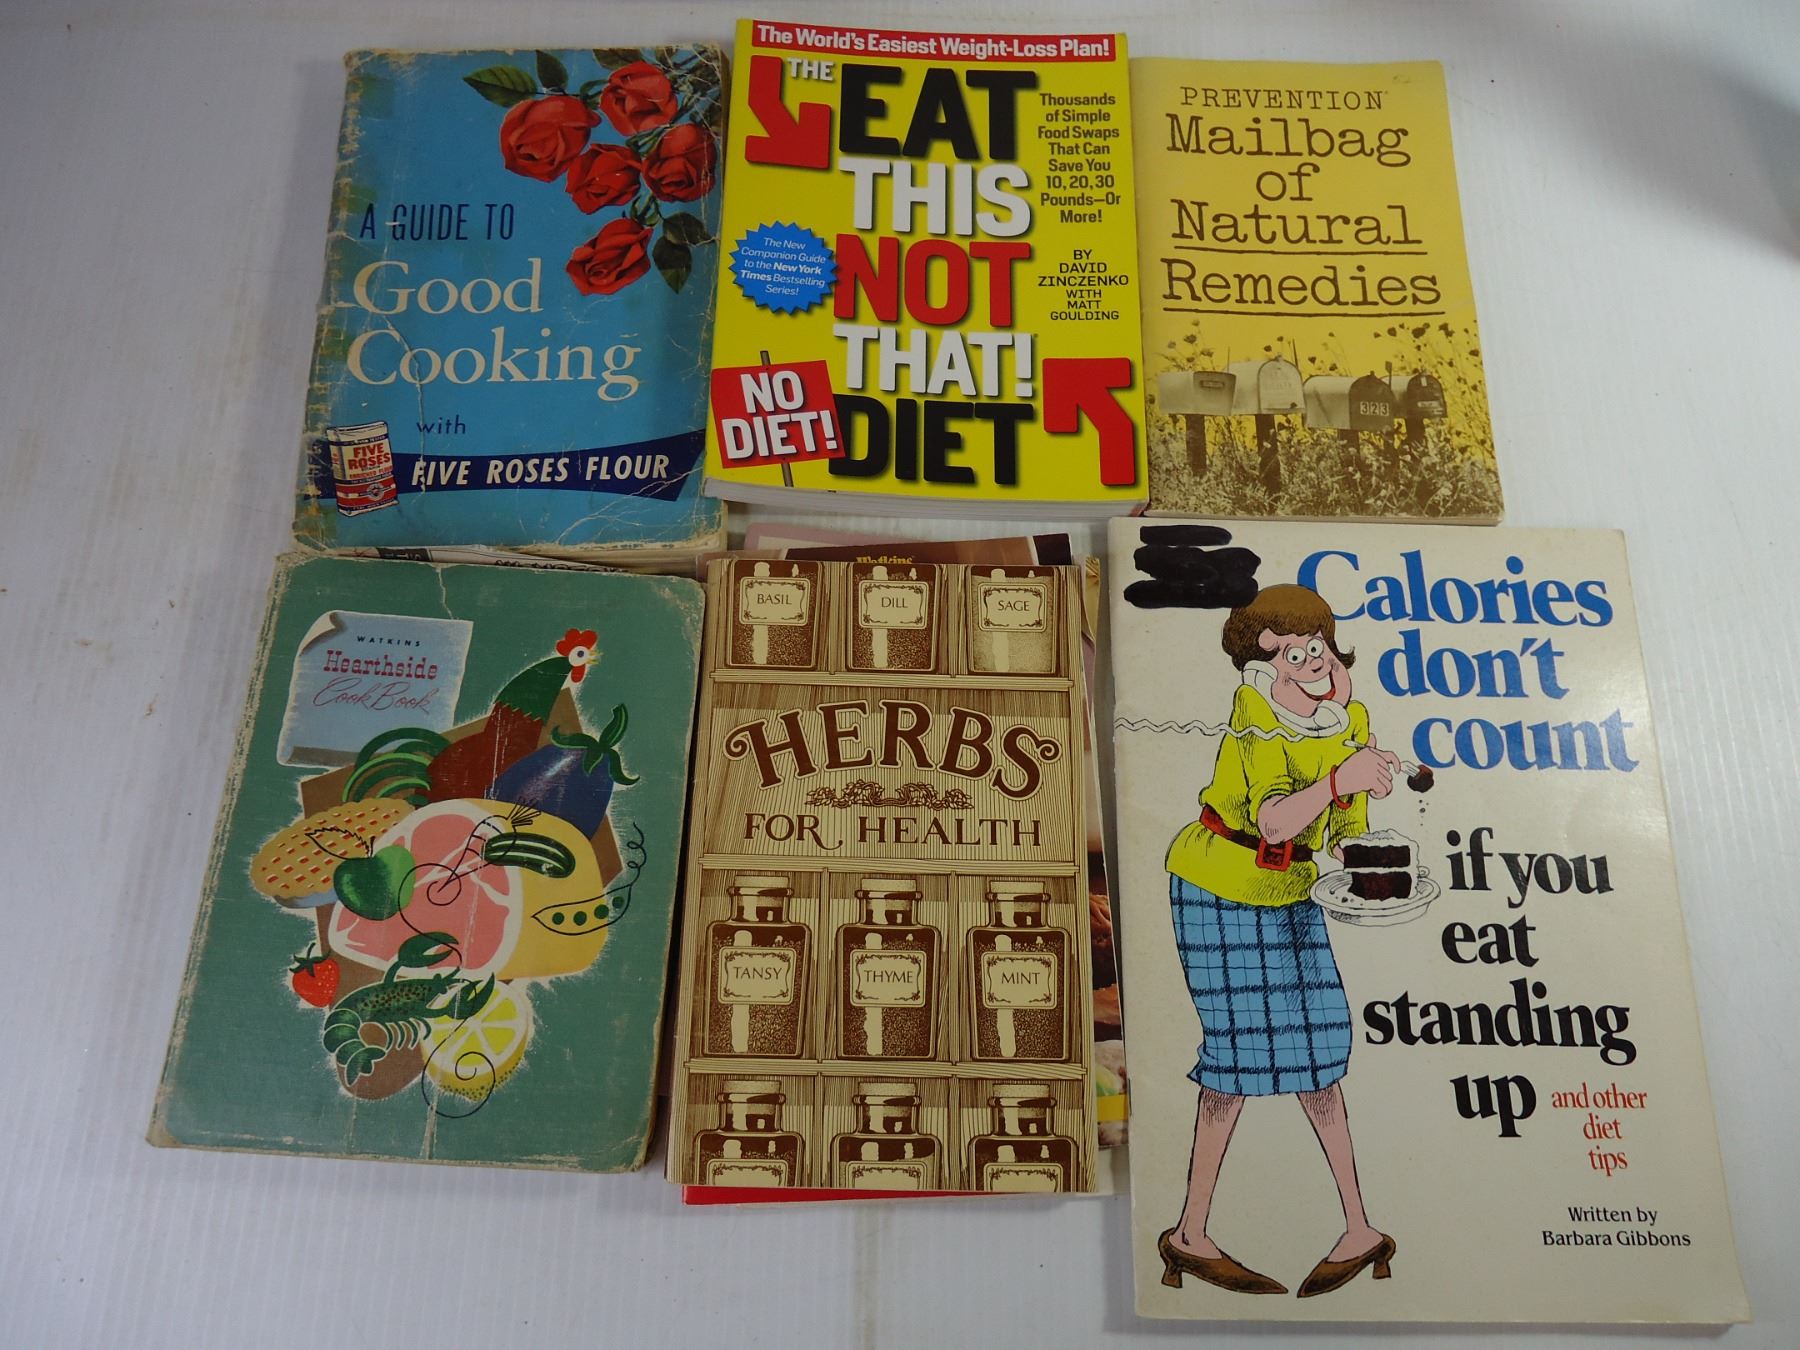 A GUIDE TO
Good
Cooking
with
FIVE ROSES FLOUR
FIVE
ROSES
The World's Easiest Weight-Loss Plan!
THE
EAT
THIS
NOT
THAT!
DIET
NO
DIET!
The New
Companion Guide
to the New York
Times Bestselling
Series!
Thousands
of Simple
Food Swaps
That Can
Save You
10, 20, 30
Pounds—Or
More!
BY
DAVID
ZINCZENKO
WITH
MATT
GOULDING
PREVENTION®
Mailbag
of
Natural
Remedies
323
WATKINS
Hearthside
Cook Book
Watkins
BASIL
DILL
SAGE
HERBS
FOR HEALTH
TANSY
THYME
MINT
Calories
don't
count
if you
eat
standing
up
and other
diet
tips
Written by
Barbara Gibbons